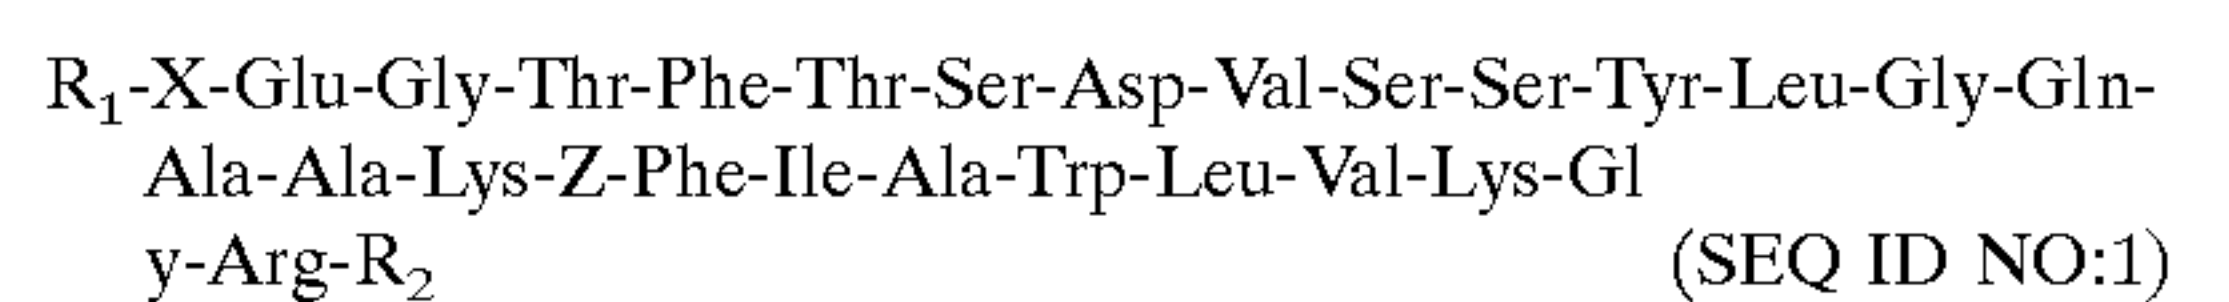 R₁-X-Glu-Gly-Thr-Phe-Thr-Ser-Asp-Val-Ser-Ser-Tyr-Leu-Gly-Gln-
Ala-Ala-Lys-Z-Phe-Ile-Ala-Trp-Leu-Val-Lys-Gl
y-Arg-R₂ (SEQ ID NO:1)